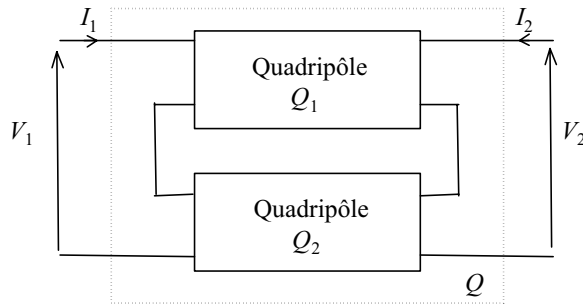 I₁
I₂
Quadripôle
Q₁
V₁
V₂
Quadripôle
Q₂
Q